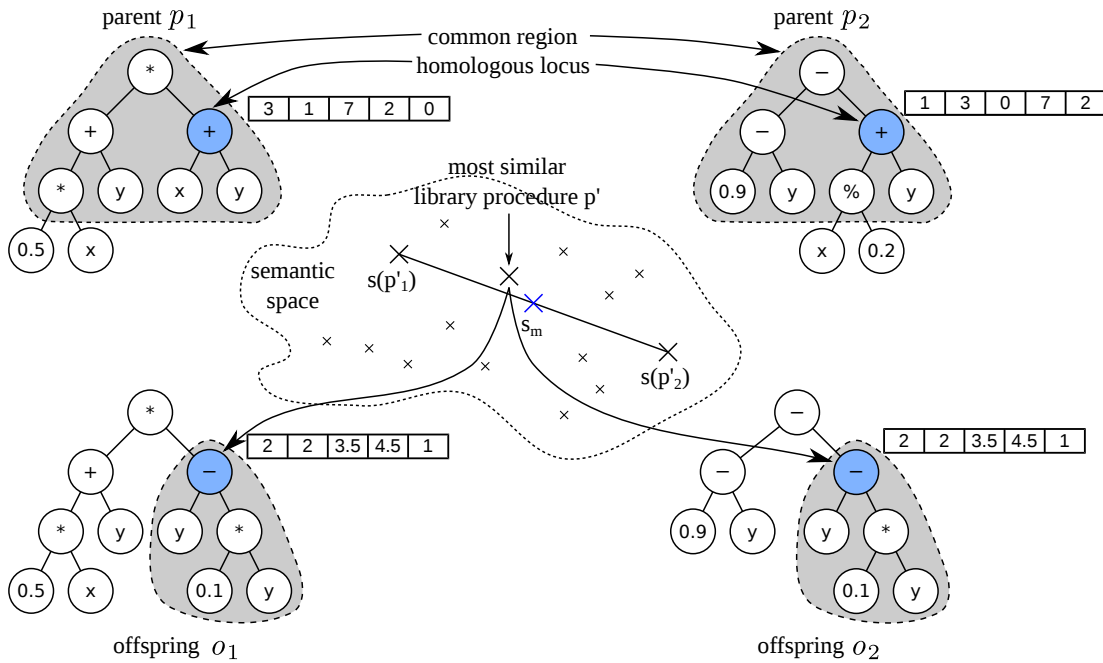 parent p1
common region
homologous locus
parent p2
*
+ +
* y x y
0.5 x
3 1 7 2 0
−
− +
0.9 y % y
x 0.2
1 3 0 7 2
most similar
library procedure p'
semantic
space
s(p'1)
sm
s(p'2)
*
+ −
* y y *
0.5 x 0.1 y
2 2 3.5 4.5 1
offspring o1
−
− −
0.9 y y *
0.1 y
2 2 3.5 4.5 1
offspring o2